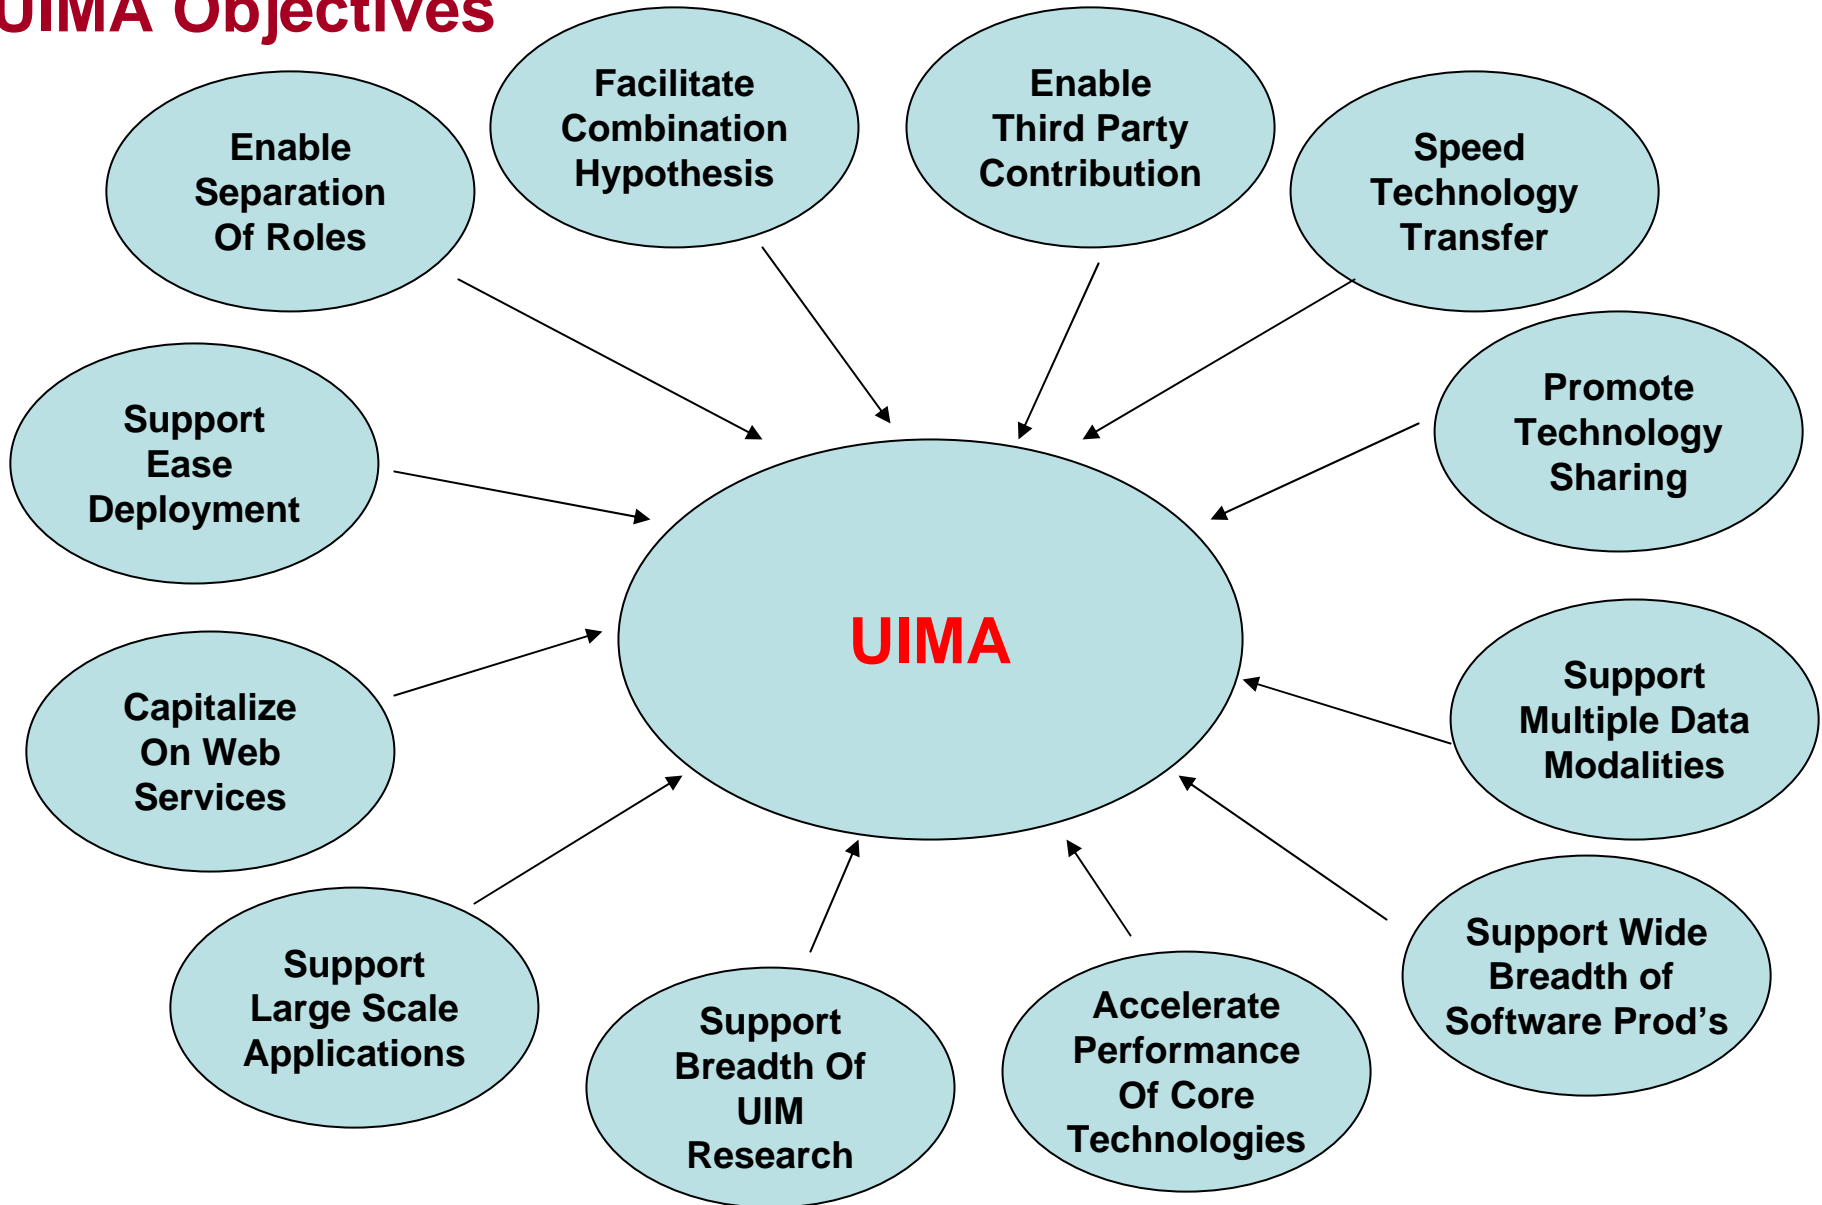 UIMA Objectives
Facilitate
Combination
Hypothesis
Enable
Third Party
Contribution
Enable
Separation
Of Roles
Speed
Technology
Transfer
Support
Ease
Deployment
Promote
Technology
Sharing
UIMA
Capitalize
On Web
Services
Support
Multiple Data
Modalities
Support
Large Scale
Applications
Support
Breadth Of
UIM
Research
Accelerate
Performance
Of Core
Technologies
Support Wide
Breadth of
Software Prod’s